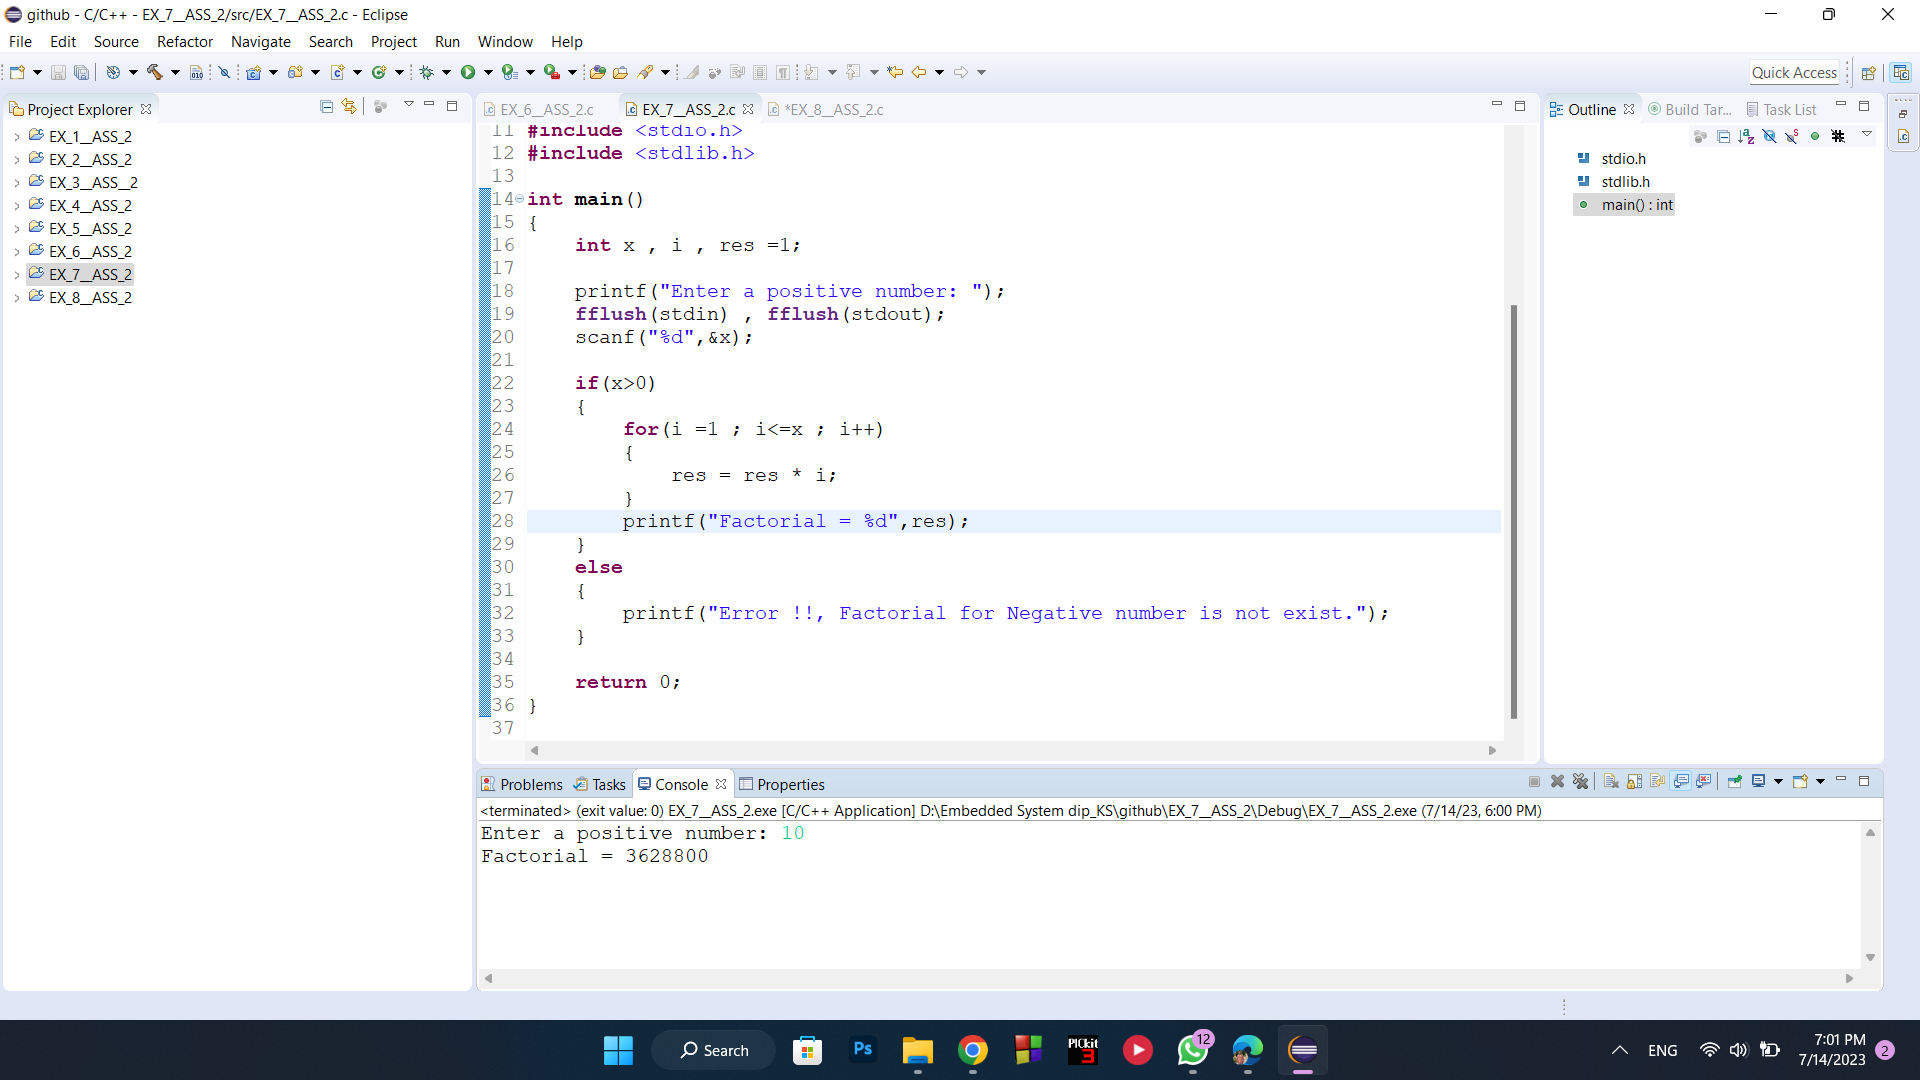 github - C/C++ - EX_7__ASS_2/src/EX_7__ASS_2.c - Eclipse
File Edit Source Refactor Navigate Search Project Run Window Help
Quick Access
Project Explorer
EX_1__ASS_2
EX_2__ASS_2
EX_3__ASS__2
EX_4__ASS_2
EX_5__ASS_2
EX_6__ASS_2
EX_7__ASS_2
EX_8__ASS_2
EX_6__ASS_2.c EX_7__ASS_2.c *EX_8__ASS_2.c
11 #include <stdio.h>
12 #include <stdlib.h>
13
14 int main()
15 {
16 int x , i , res =1;
17
18 printf("Enter a positive number: ");
19 fflush(stdin) , fflush(stdout);
20 scanf("%d",&x);
21
22 if(x>0)
23 {
24 for(i =1 ; i<=x ; i++)
25 {
26 res = res * i;
27 }
28 printf("Factorial = %d",res);
29 }
30 else
31 {
32 printf("Error !!, Factorial for Negative number is not exist.");
33 }
34
35 return 0;
36 }
37
Outline Build Tar... Task List
stdio.h
stdlib.h
main() : int
Problems Tasks Console Properties
<terminated> (exit value: 0) EX_7__ASS_2.exe [C/C++ Application] D:\Embedded System dip_KS\github\EX_7__ASS_2\Debug\EX_7__ASS_2.exe (7/14/23, 6:00 PM)
Enter a positive number: 10
Factorial = 3628800
Search
Ps
PICkit
3
12
ENG
7:01 PM
7/14/2023
2